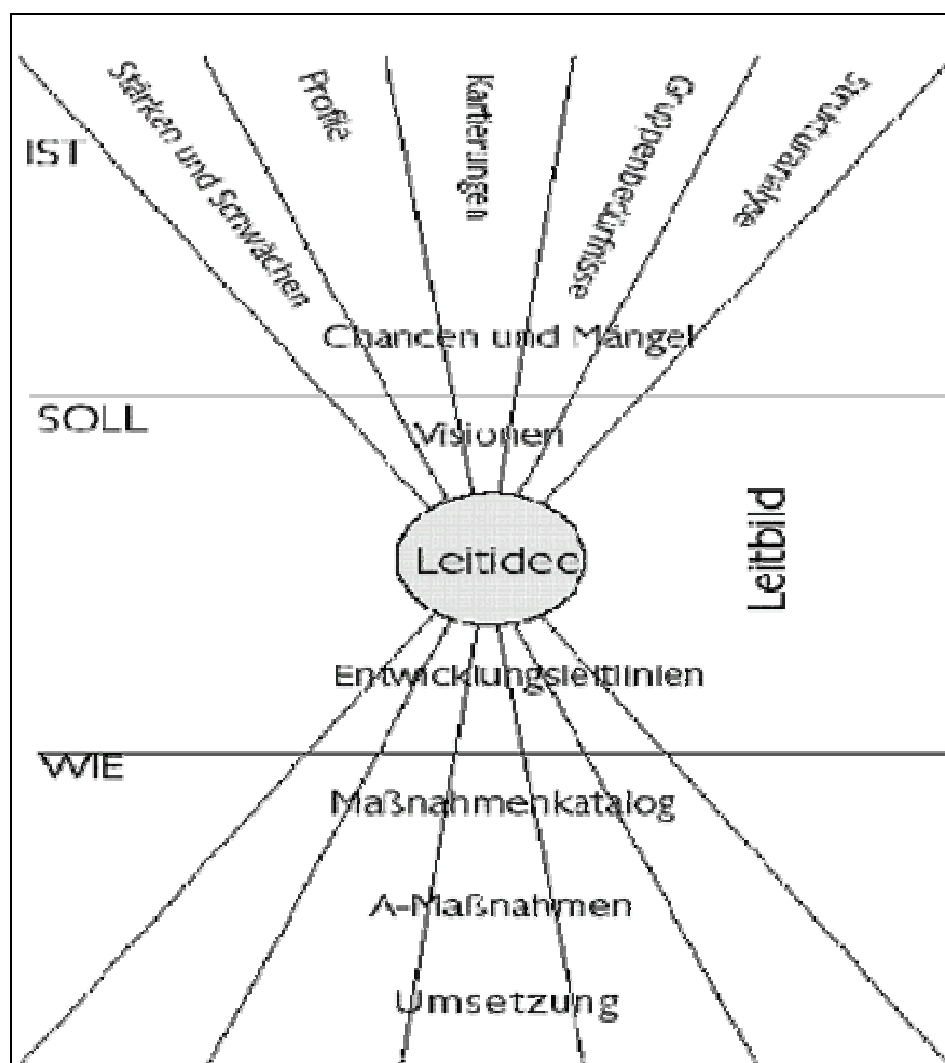 IST
Stärken und Schwächen
Profile
Kartierungen
Gruppenbedürfnisse
Strukturanalyse
Chancen und Mängel
SOLL
Visionen
Leitidee
Leitbild
Entwicklungsleitlinien
WIE
Maßnahmenkatalog
A-Maßnahmen
Umsetzung